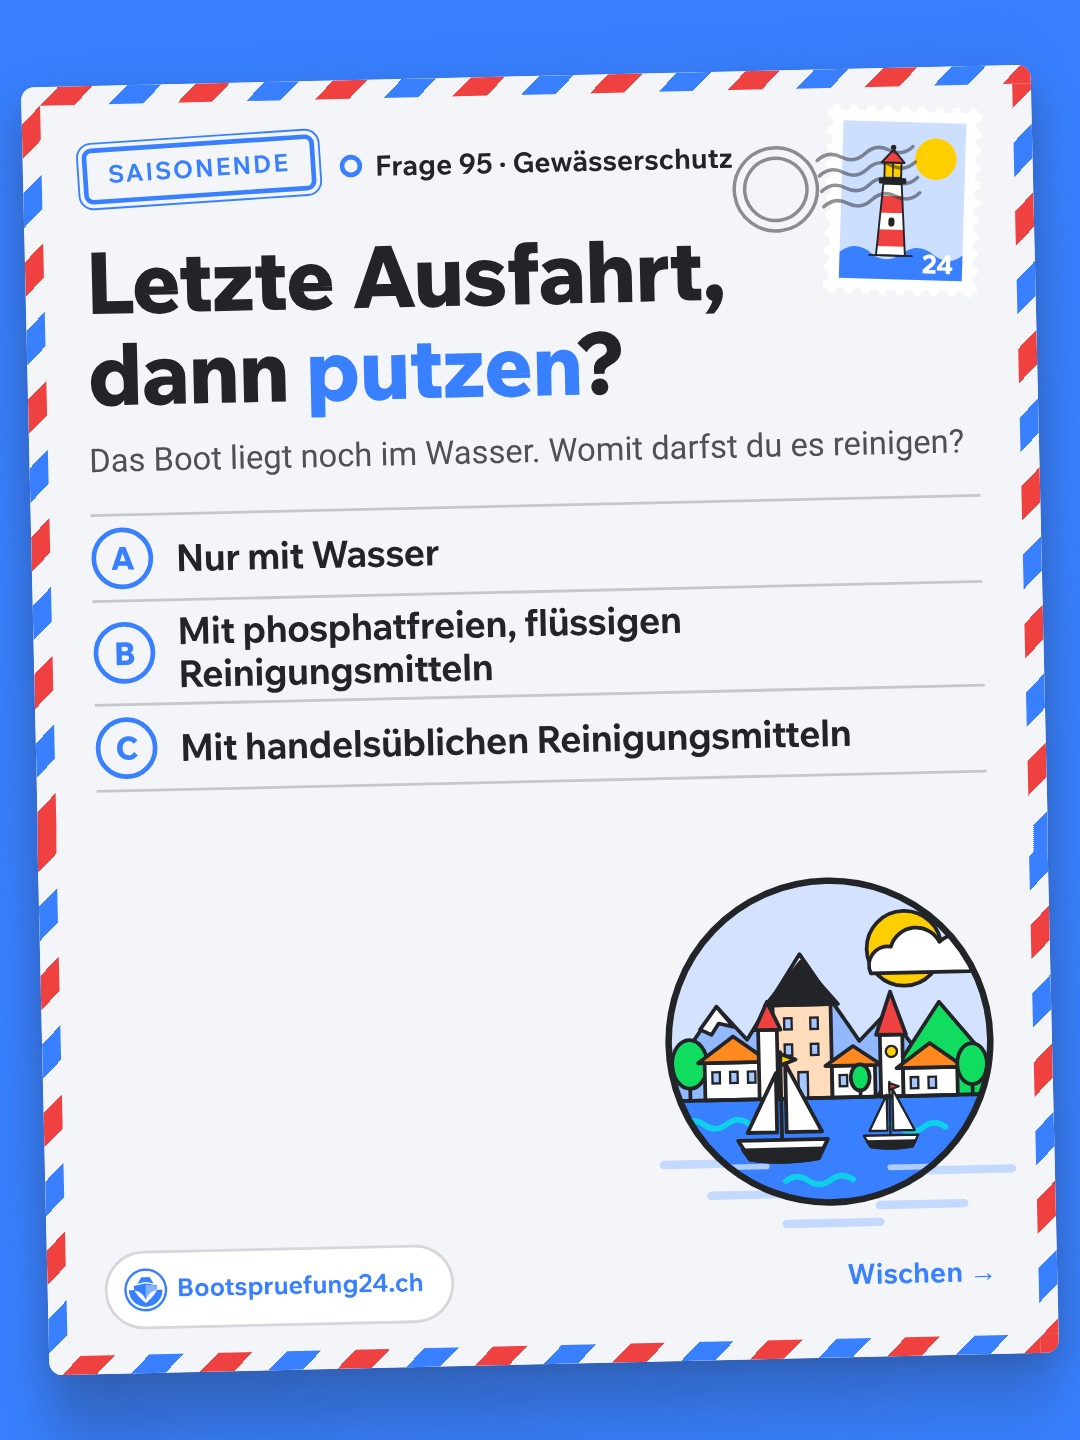 SAISONENDE
Frage 95 · Gewässerschutz
24
Letzte Ausfahrt,
dann putzen?
Das Boot liegt noch im Wasser. Womit darfst du es reinigen?
A Nur mit Wasser
B Mit phosphatfreien, flüssigen
Reinigungsmitteln
C Mit handelsüblichen Reinigungsmitteln
Bootspruefung24.ch
Wischen →